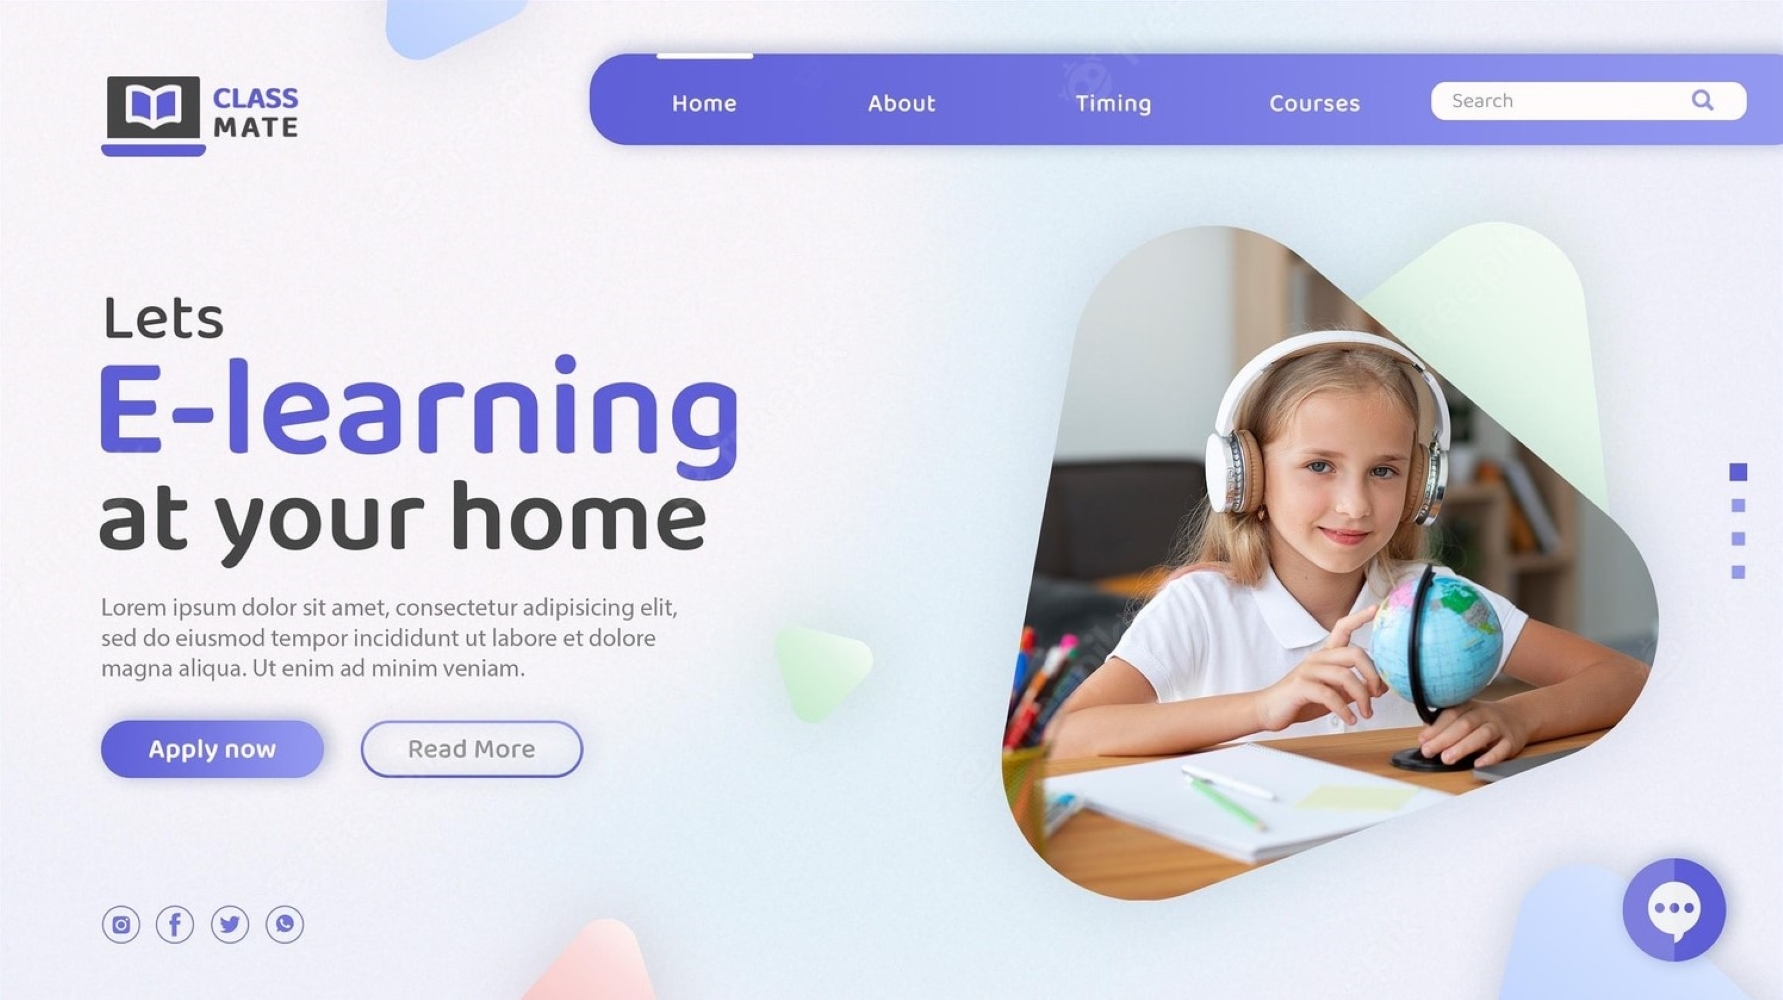 CLASS
MATE
Home
About
Timing
Courses
Search
Lets
E-learning
at your home
Lorem ipsum dolor sit amet, consectetur adipisicing elit,
sed do eiusmod tempor incididunt ut labore et dolore
magna aliqua. Ut enim ad minim veniam.
Apply now
Read More